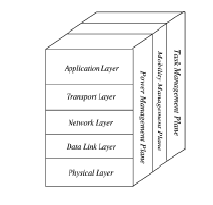 Application Layer
Transport Layer
Network Layer
Data Link Layer
Physical Layer
Power Management Plane
Mobility Management Plane
Task Management Plane